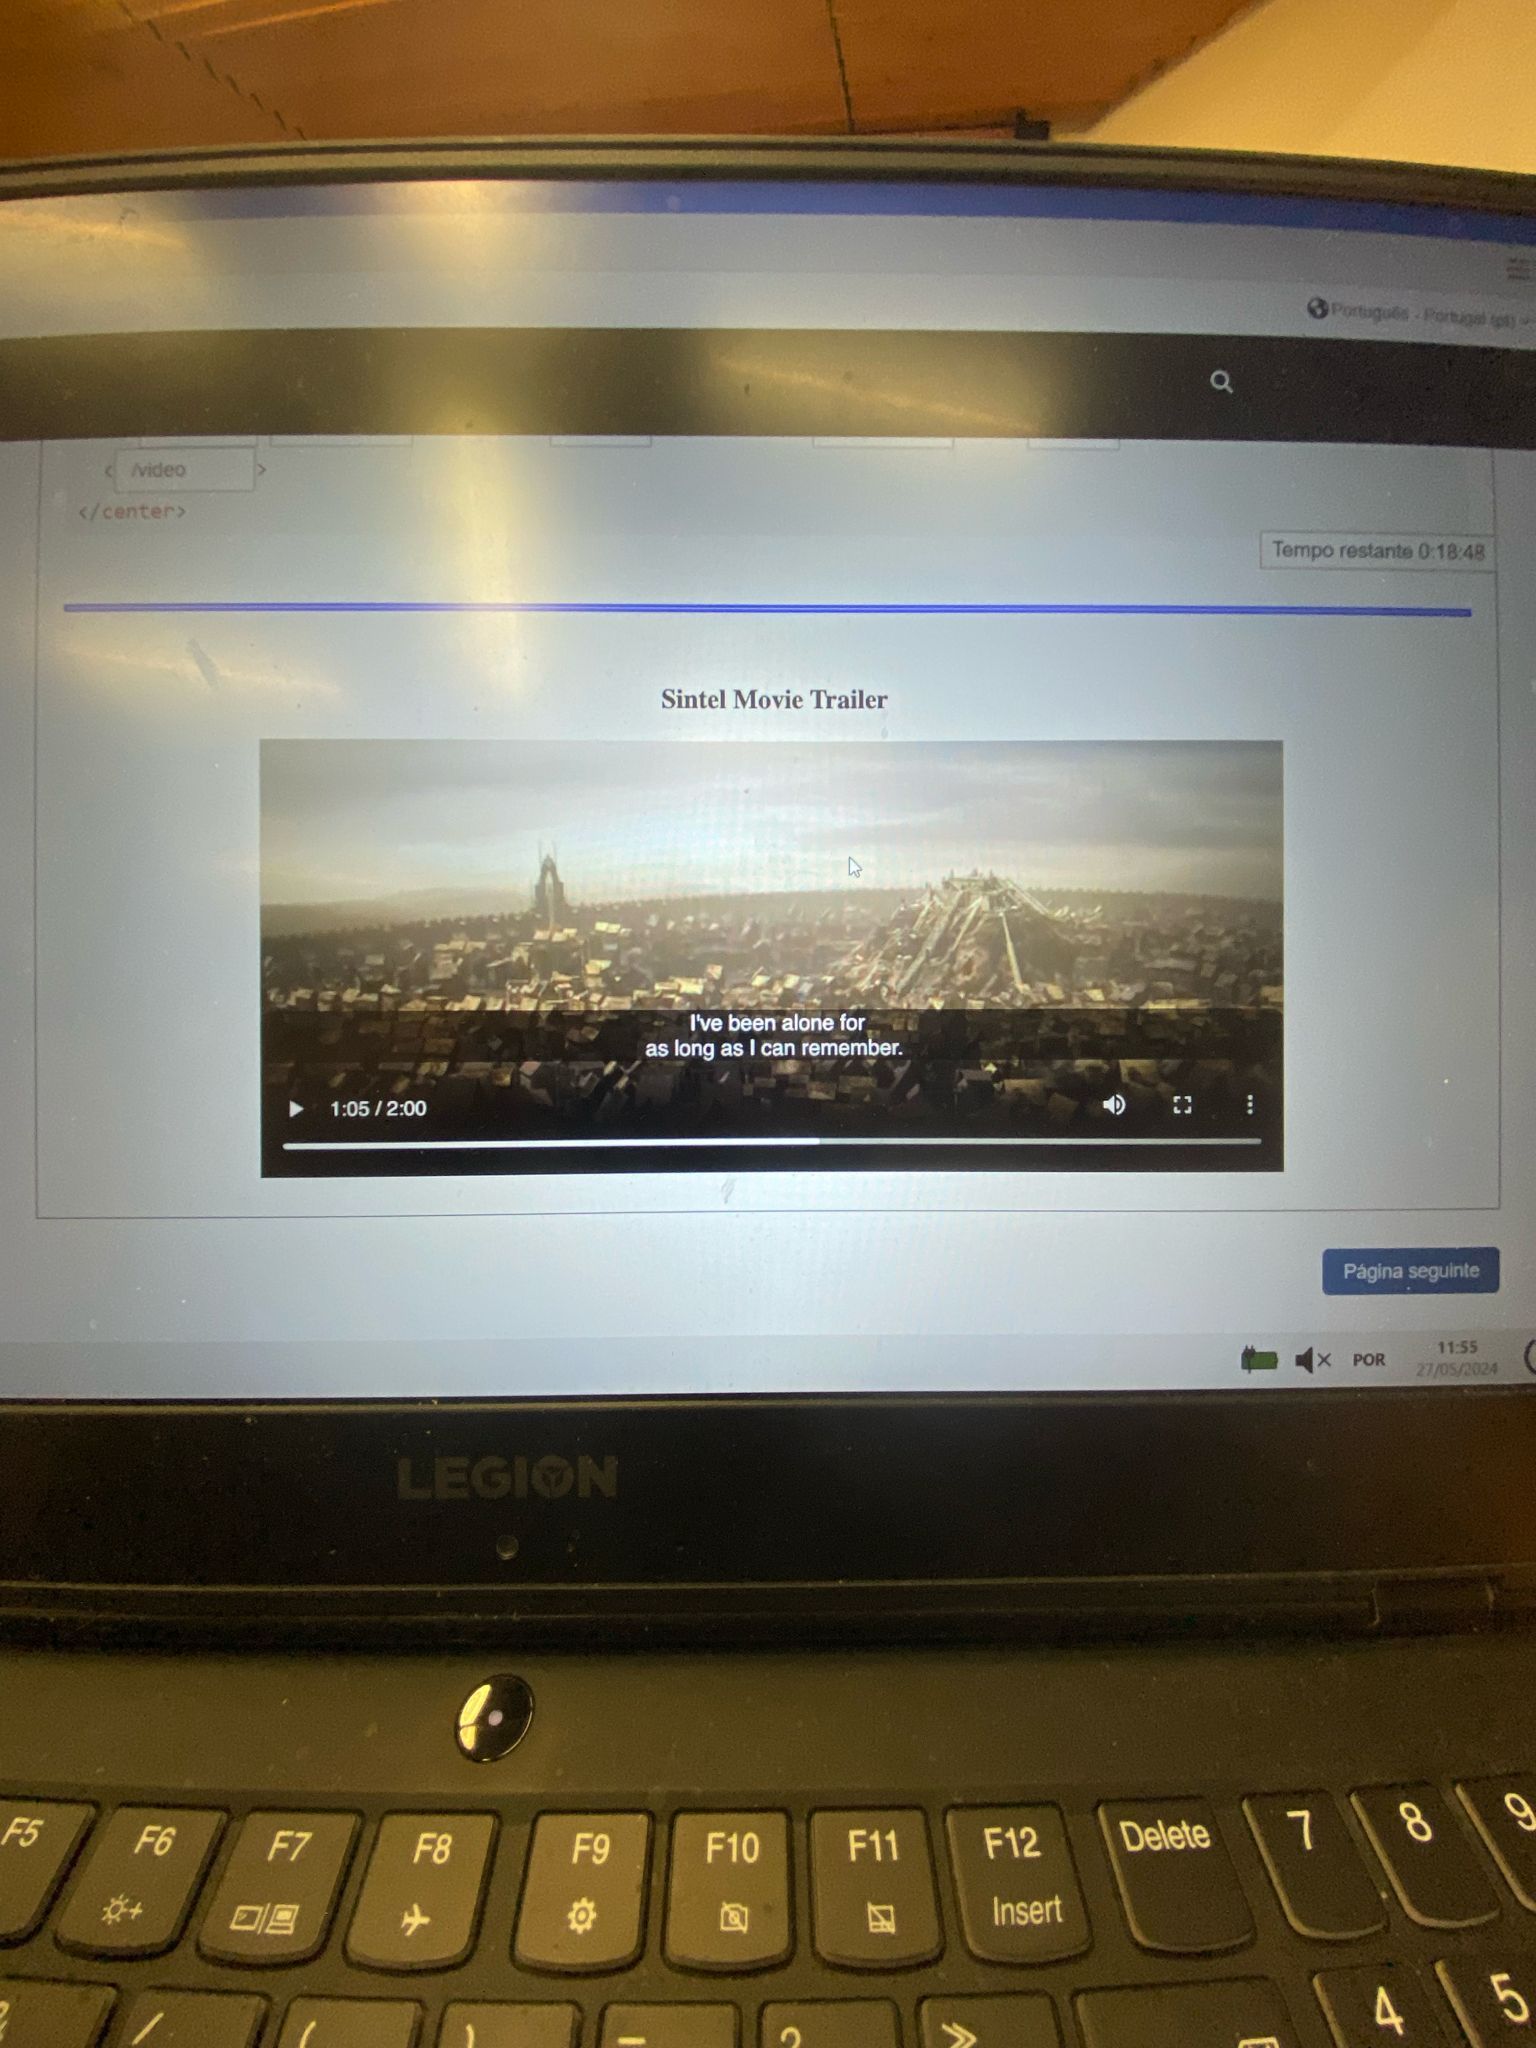 Português - Portugal (pt)
< /video >
</center>
Tempo restante 0:18:48
Sintel Movie Trailer
I've been alone for
as long as I can remember.
1:05 / 2:00
Página seguinte
POR
11:55
27/05/2024
LEGION
F5 F6 F7 F8 F9 F10 F11 F12 Delete 7 8 9
Insert
/ ( ) = ? » 4 5